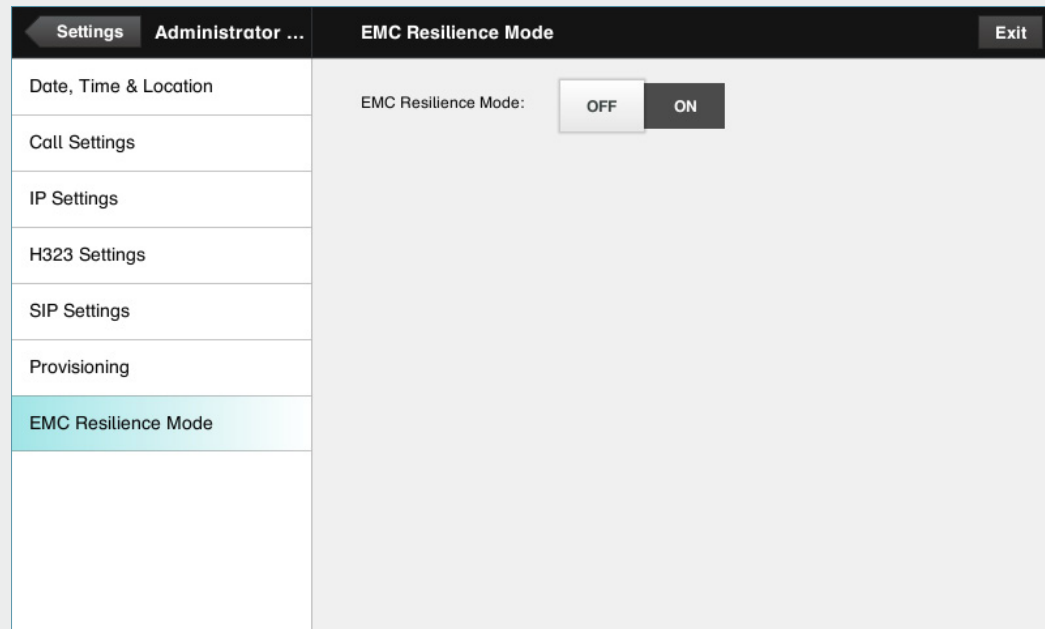 Settings
Administrator ...
EMC Resilience Mode
Exit
Date, Time & Location
Call Settings
IP Settings
H323 Settings
SIP Settings
Provisioning
EMC Resilience Mode
EMC Resilience Mode:
OFF
ON